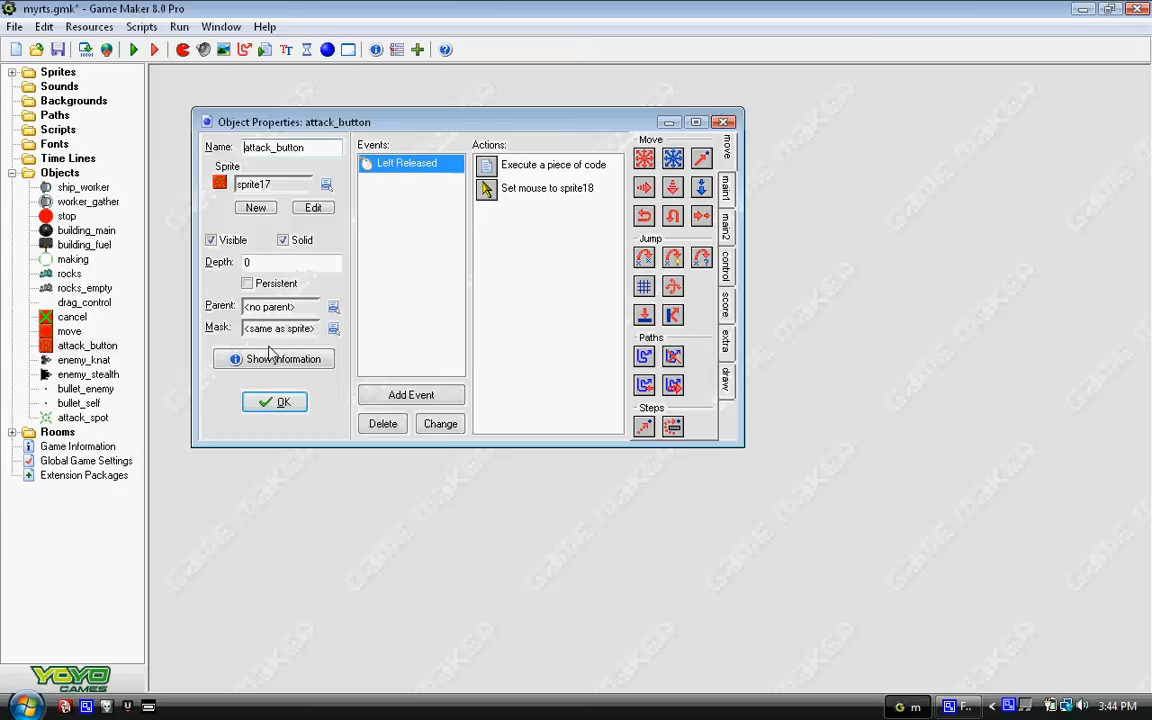 myrts.gmk* - Game Maker 8.0 Pro
File Edit Resources Scripts Run Window Help
Sprites
Sounds
Backgrounds
Paths
Scripts
Fonts
Time Lines
Objects
ship_worker
worker_gather
stop
building_main
building_fuel
making
rocks
rocks_empty
drag_control
cancel
move
attack_button
enemy_knat
enemy_stealth
bullet_enemy
bullet_self
attack_spot
Rooms
Game Information
Global Game Settings
Extension Packages
YOYO
GAMES
Object Properties: attack_button
Name: attack_button
Sprite
sprite17
New Edit
Visible Solid
Depth: 0
Persistent
Parent: <no parent>
Mask: <same as sprite>
Show Information
OK
Events:
Left Released
Add Event
Delete Change
Actions:
Execute a piece of code
Set mouse to sprite18
Move
Jump
Paths
Steps
move
main1
main2
control
score
extra
draw
m
F..
3:44 PM